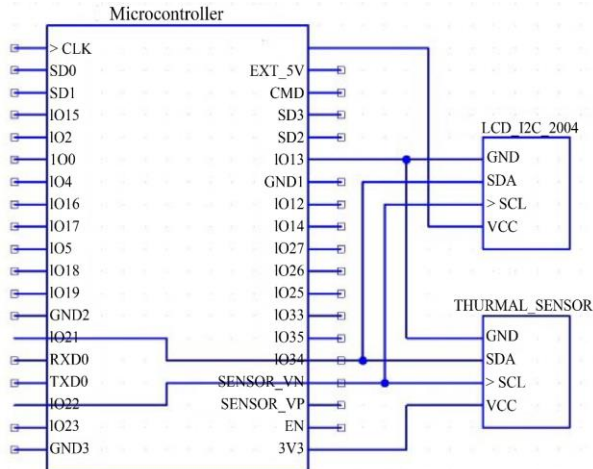 Microcontroller
> CLK
SD0
SD1
IO15
IO2
1O0
IO4
IO16
IO17
IO5
IO18
IO19
GND2
IO21
RXD0
TXD0
IO22
IO23
GND3
EXT_5V
CMD
SD3
SD2
IO13
GND1
IO12
IO14
IO27
IO26
IO25
IO33
IO35
IO34
SENSOR_VN
SENSOR_VP
EN
3V3
LCD_I2C_2004
GND
SDA
> SCL
VCC
THURMAL_SENSOR
GND
SDA
> SCL
VCC